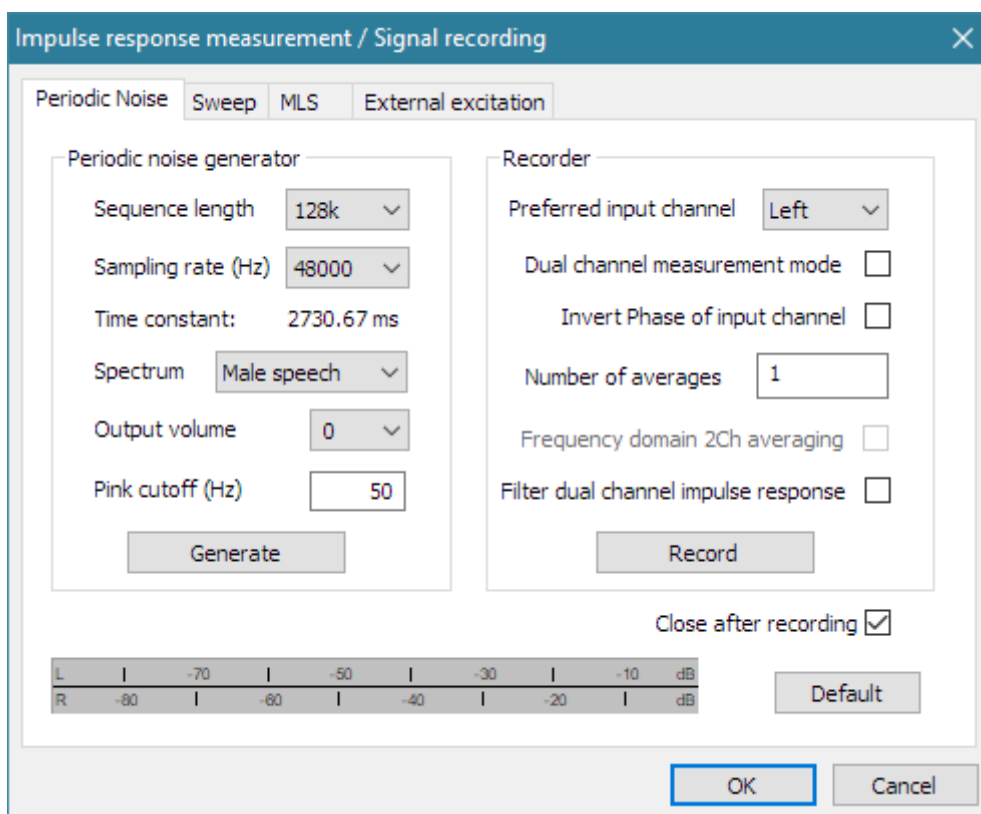 Impulse response measurement / Signal recording
Periodic Noise Sweep MLS External excitation
Periodic noise generator
Sequence length 128k
Sampling rate (Hz) 48000
Time constant: 2730.67 ms
Spectrum Male speech
Output volume 0
Pink cutoff (Hz) 50
Generate
Recorder
Preferred input channel Left
Dual channel measurement mode
Invert Phase of input channel
Number of averages 1
Frequency domain 2Ch averaging
Filter dual channel impulse response
Record
Close after recording
L -70 -50 -30 -10 dB
R -80 -60 -40 -20 dB
Default
OK Cancel